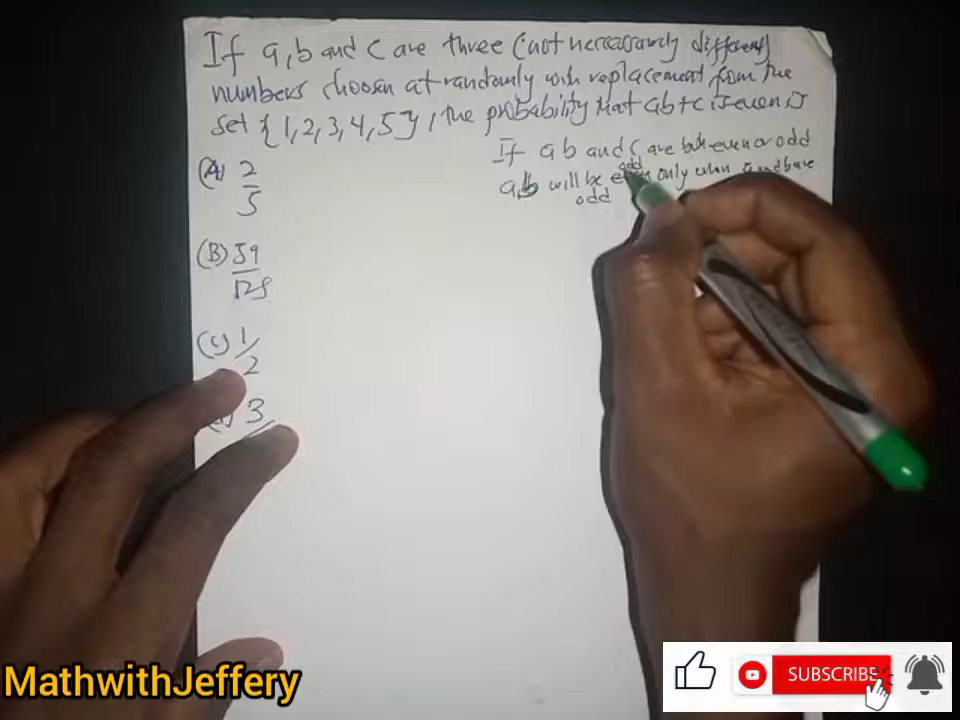 If a, b and c are three (not necessarily different)
numbers choosen at randomly with replacement from the
set {1, 2, 3, 4, 5}, the probability that ab + c is even is
If ab and c are both even or odd
a,b will be only when a and b are
odd
odd
(A) 2/5
(B) 59/125
(C) 1/2
3
MathwithJeffery
SUBSCRIBE